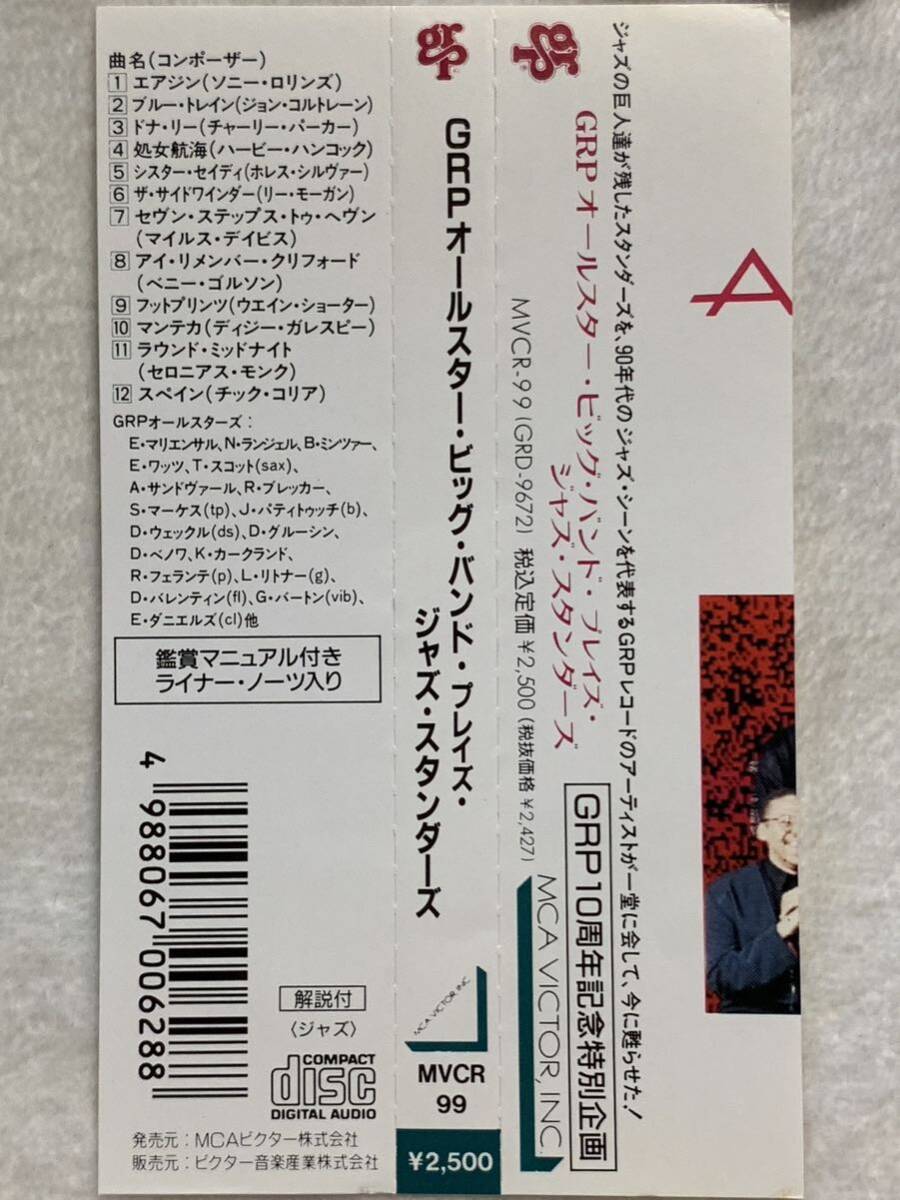 曲名(コンポーザー)
1 エアジン(ソニー・ロリンズ)
2 ブルー・トレイン(ジョン・コルトレーン)
3 ドナ・リー(チャーリー・パーカー)
4 処女航海(ハービー・ハンコック)
5 シスター・セイディ(ホレス・シルヴァー)
6 ザ・サイドワインダー(リー・モーガン)
7 セヴン・ステップス・トゥ・ヘヴン
(マイルス・デイビス)
8 アイ・リメンバー・クリフォード
(ベニー・ゴルソン)
9 フットプリンツ(ウエイン・ショーター)
10 マンテカ(ディジー・ガレスピー)
11 ラウンド・ミッドナイト
(セロニアス・モンク)
12 スペイン(チック・コリア)
GRPオールスターズ:
E・マリエンサル、N・ランジェル、B・ミンツァー、
E・ワッツ、T・スコット(sax)、
A・サンドヴァール、R・ブレッカー、
S・マーケス(tp)、J・パティトゥッチ(b)、
D・ウェックル(ds)、D・グルーシン、
D・ベノワ、K・カークランド、
R・フェランテ(p)、L・リトナー(g)、
D・バレンティン(fl)、G・バートン(vib)、
E・ダニエルズ(cl)他
鑑賞マニュアル付き
ライナー・ノーツ入り
4 988067 006288
解説付
〈ジャズ〉
COMPACT
disc
DIGITAL AUDIO
発売元:MCAビクター株式会社
販売元:ビクター音楽産業株式会社
grp
GRPオールスター・ビッグ・バンド・プレイズ・
ジャズ・スタンダーズ
MCA VICTOR, INC.
MVCR
99
¥2,500
grp
ジャズの巨人達が残したスタンダーズを、90年代のジャズ・シーンを代表するGRPレコードのアーティストが一堂に会して、今に甦らせた!
GRPオールスター・ビッグ・バンド・プレイズ・
ジャズ・スタンダーズ
MVCR-99 (GRD-9672) 税込定価¥2,500 (税抜価格¥2,427)
GRP10周年記念特別企画
MCA VICTOR, INC.
A